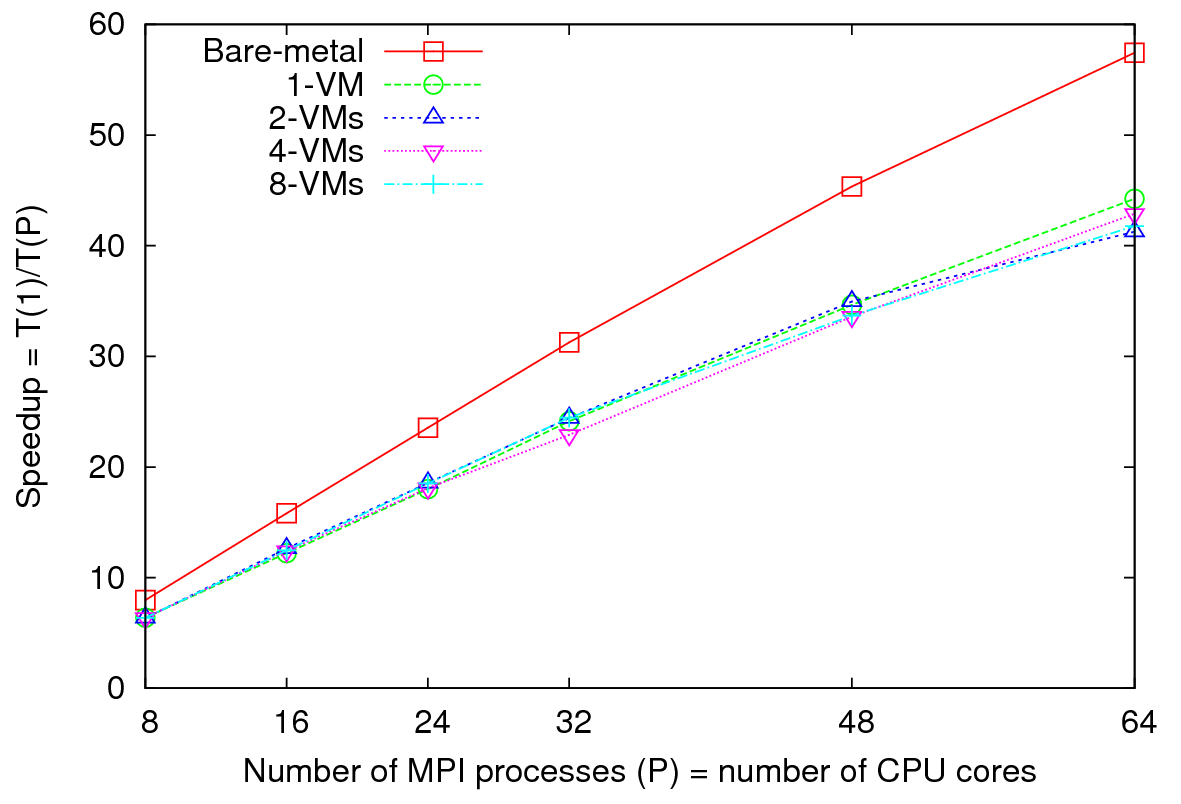 60
50
40
30
20
10
0
Speedup = T(1)/T(P)
Bare-metal
1-VM
2-VMs
4-VMs
8-VMs
8 16 24 32 48 64
Number of MPI processes (P) = number of CPU cores